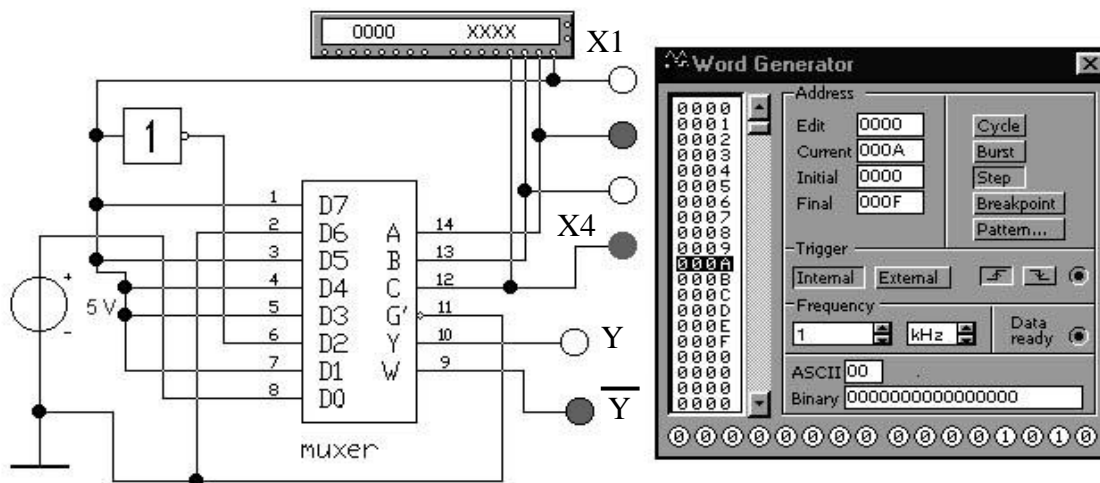 0000 XXXX
X1
1
1 D7
2 D6 A 14
3 D5 B 13
X4
4 D4 C 12
5 V
5 D3 G' 11
6 D2 Y 10
Y
7 D1 W 9
8 D0
Y
muxer
+
-
Word Generator
0000
0001
0002
0003
0004
0005
0006
0007
0008
0009
000A
000B
000C
000D
000E
000F
0000
0000
0000
0000
Address
Edit 0000
Current 000A
Initial 0000
Final 000F
Cycle
Burst
Step
Breakpoint
Pattern...
Trigger
Internal External
Frequency
1 kHz
Data ready
ASCII 00
Binary 0000000000000000
0 0 0 0 0 0 0 0 0 0 0 0 1 0 1 0